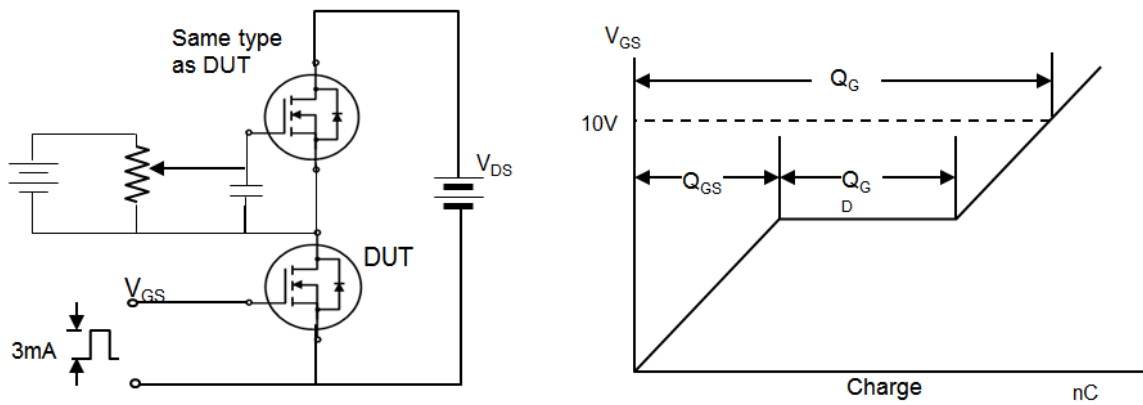 Same type
as DUT
V_DS
DUT
V_GS
3mA
V_GS
Q_G
10V
Q_GS
Q_G
D
Charge
nC